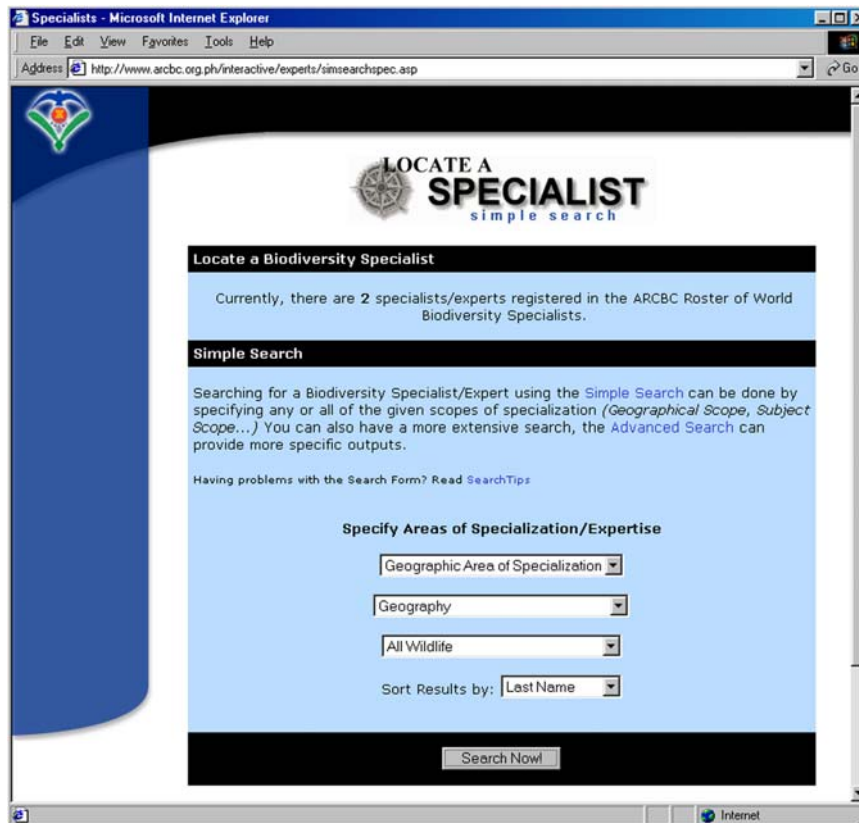 Specialists - Microsoft Internet Explorer
File Edit View Favorites Tools Help
Address http://www.arcbc.org.ph/interactive/experts/simsearchspec.asp Go
LOCATE A
SPECIALIST
simple search
Locate a Biodiversity Specialist
Currently, there are 2 specialists/experts registered in the ARCBC Roster of World
Biodiversity Specialists.
Simple Search
Searching for a Biodiversity Specialist/Expert using the Simple Search can be done by
specifying any or all of the given scopes of specialization (Geographical Scope, Subject
Scope...) You can also have a more extensive search, the Advanced Search can
provide more specific outputs.
Having problems with the Search Form? Read SearchTips
Specify Areas of Specialization/Expertise
Geographic Area of Specialization
Geography
All Wildlife
Sort Results by: Last Name
Search Now!
Internet